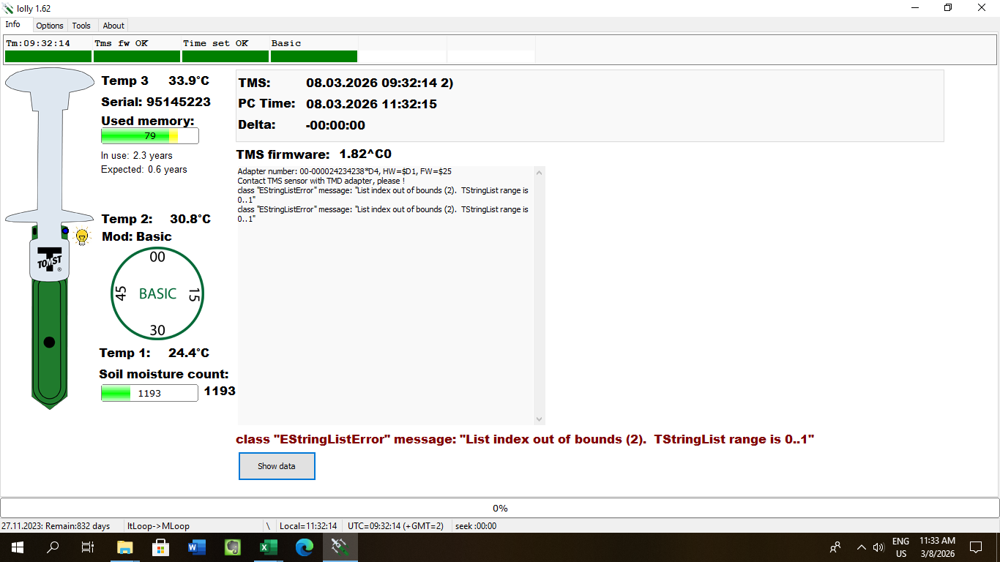 lolly 1.62
Info Options Tools About
Tm:09:32:14 Tms fw OK Time set OK Basic
Temp 3 33.9°C
Serial: 95145223
Used memory:
79
In use: 2.3 years
Expected: 0.6 years
TMS: 08.03.2026 09:32:14 2)
PC Time: 08.03.2026 11:32:15
Delta: -00:00:00
TMS firmware: 1.82^C0
Adapter number: 00-000024234238*D4, HW=$D1, FW=$25
Contact TMS sensor with TMD adapter, please !
class "EStringListError" message: "List index out of bounds (2).  TStringList range is
0..1"
class "EStringListError" message: "List index out of bounds (2).  TStringList range is
0..1"
Temp 2: 30.8°C
Mod: Basic
TOMST ®
00
45 BASIC 15
30
Temp 1: 24.4°C
Soil moisture count:
1193 1193
class "EStringListError" message: "List index out of bounds (2).  TStringList range is 0..1"
Show data
0%
27.11.2023: Remain:832 days ltLoop->MLoop \ Local=11:32:14 UTC=09:32:14 (+GMT=2) seek :00:00
ENG 11:33 AM
US 3/8/2026